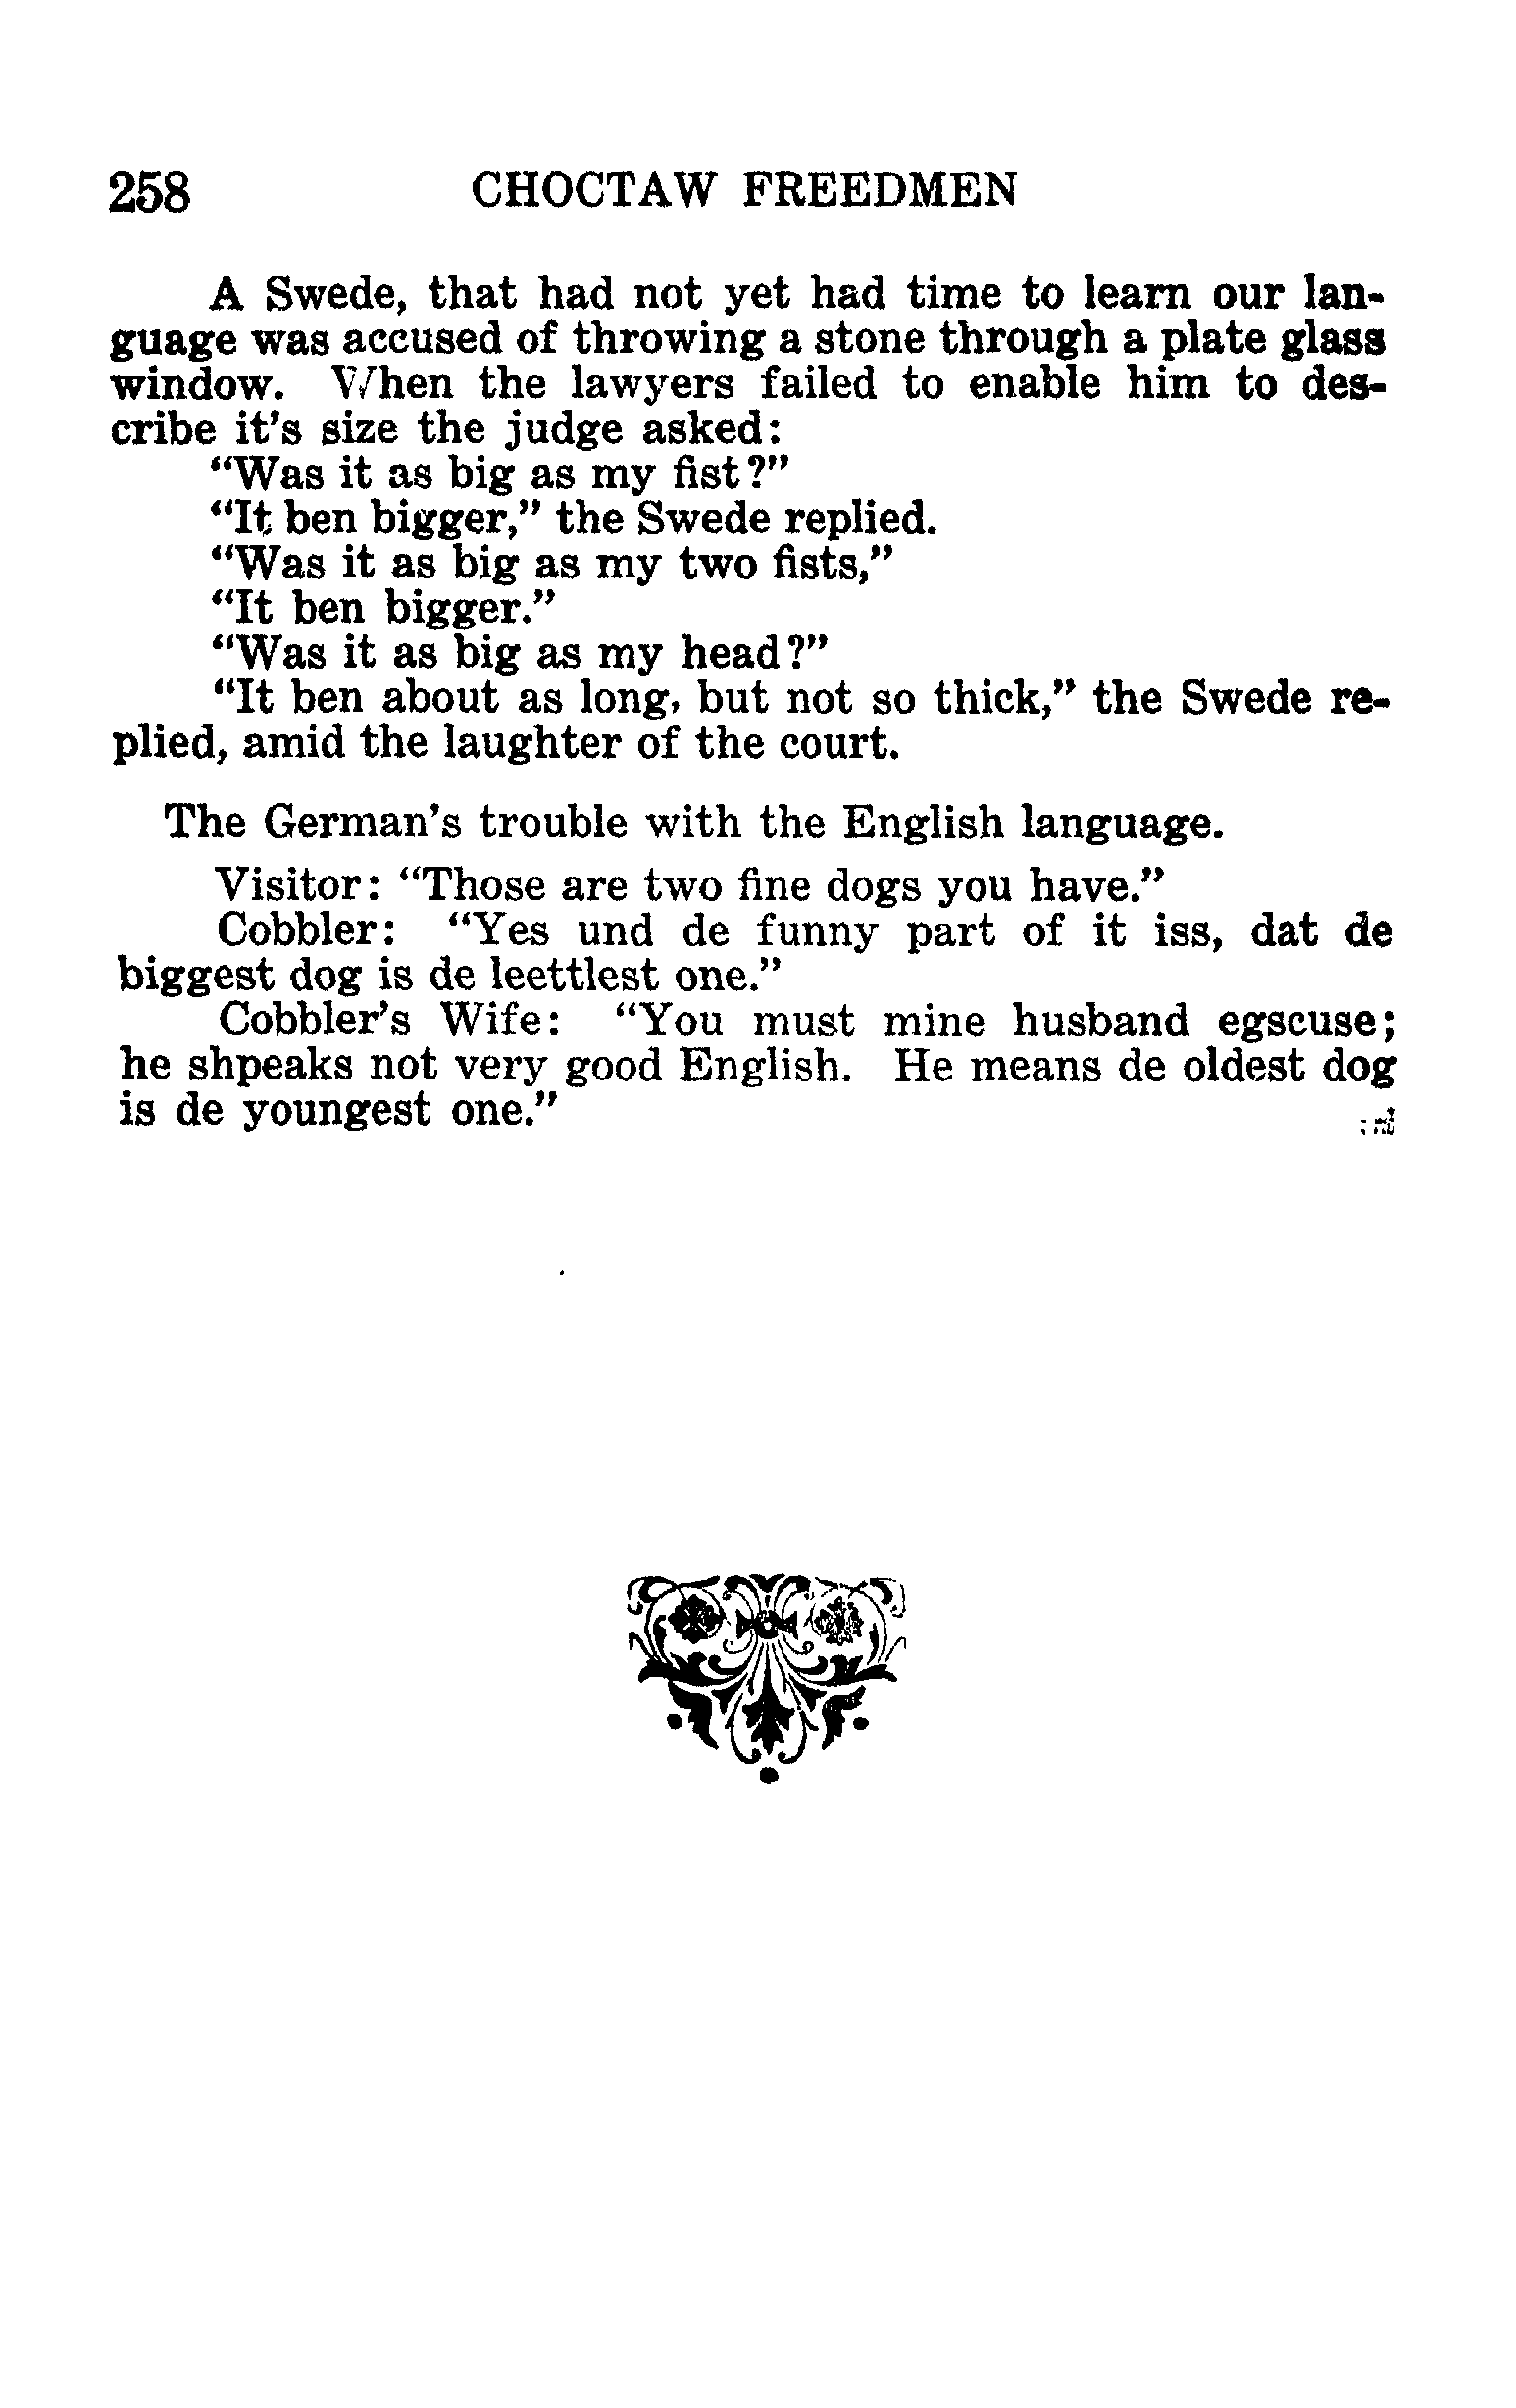 258 CHOCTAW FREEDMEN
A Swede, that had not yet had time to learn our lan-
guage was accused of throwing a stone through a plate glass
window. When the lawyers failed to enable him to des-
cribe it's size the judge asked:
"Was it as big as my fist?"
"It ben bigger," the Swede replied.
"Was it as big as my two fists,"
"It ben bigger."
"Was it as big as my head?"
"It ben about as long, but not so thick," the Swede re-
plied, amid the laughter of the court.
The German's trouble with the English language.
Visitor: "Those are two fine dogs you have."
Cobbler: "Yes und de funny part of it iss, dat de
biggest dog is de leettlest one."
Cobbler's Wife: "You must mine husband egscuse;
he shpeaks not very good English. He means de oldest dog
is de youngest one."